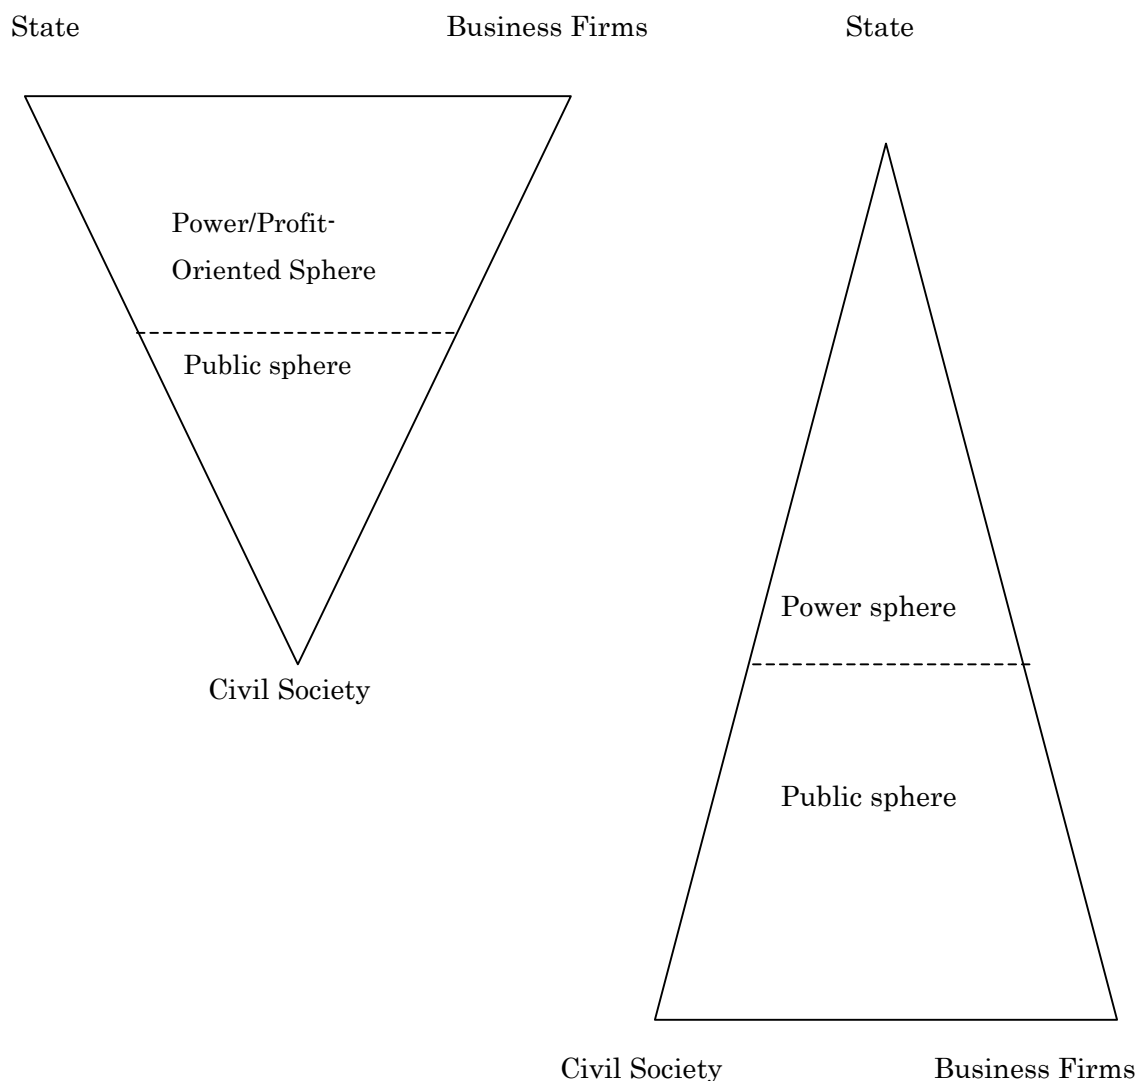 State
Business Firms
State
Power/Profit-
Oriented Sphere
Public sphere
Civil Society
Power sphere
Public sphere
Civil Society
Business Firms